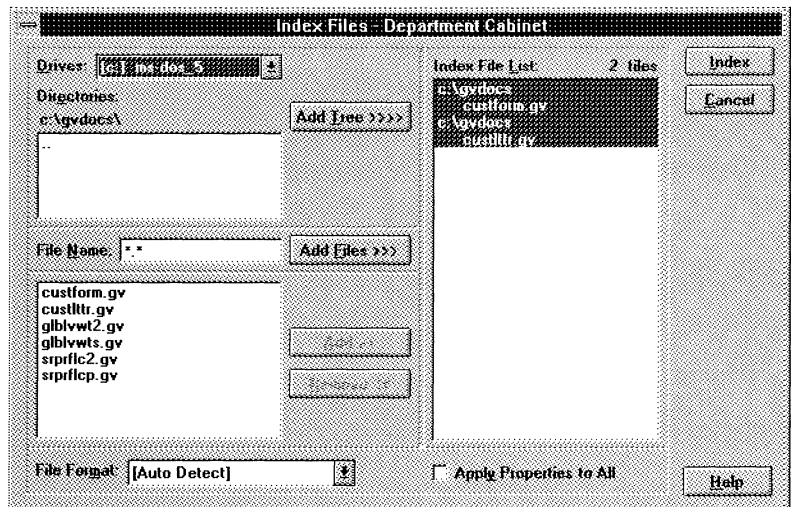 Index Files - Department Cabinet
Drives: [c:] ms-dos_5
Directories:
c:\gvdocs\
..
Add Tree >>>>
File Name: *.*
Add Files >>>
custform.gv
custlttr.gv
glblvwt2.gv
glblvwts.gv
srprflc2.gv
srprflcp.gv
File Format: [Auto Detect]
Index File List: 2 files
c:\gvdocs
custform.gv
c:\gvdocs
custlttr.gv
Apply Properties to All
Index
Cancel
Help